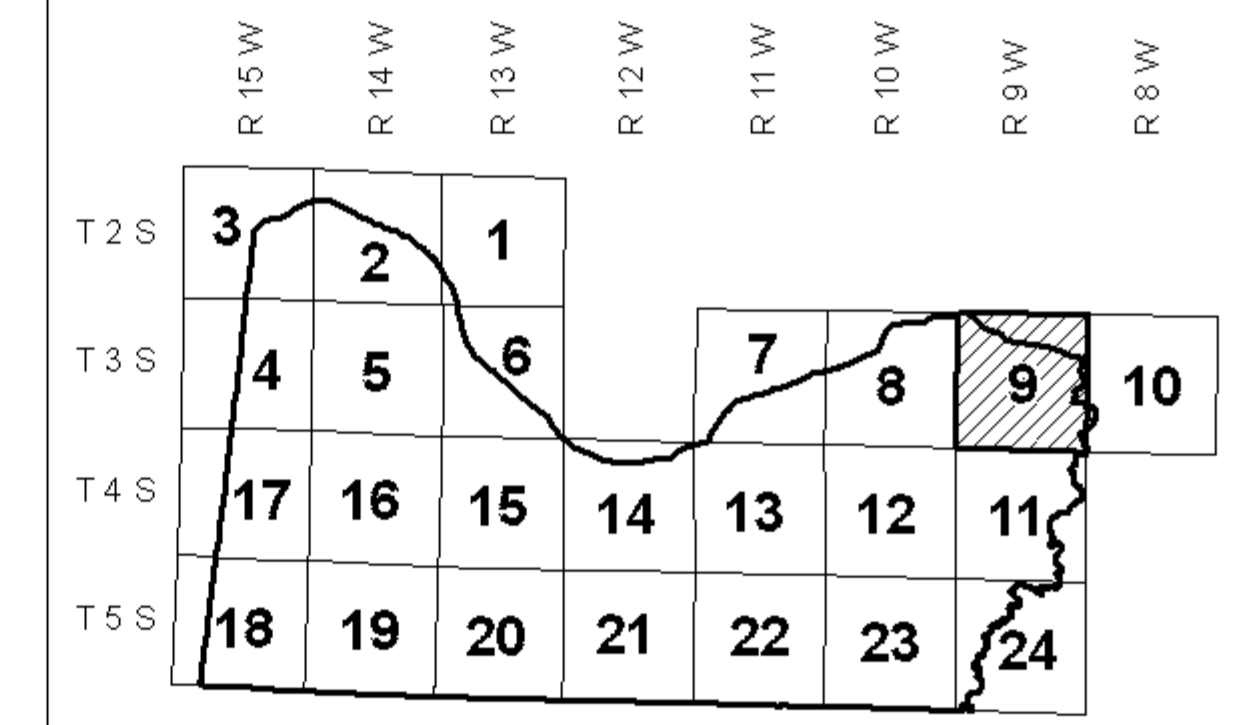 R 15 W R 14 W R 13 W R 12 W R 11 W R 10 W R 9 W R 8 W
T 2 S 3 2 1
T 3 S 4 5 6 7 8 9 10
T 4 S 17 16 15 14 13 12 11
T 5 S 18 19 20 21 22 23 24